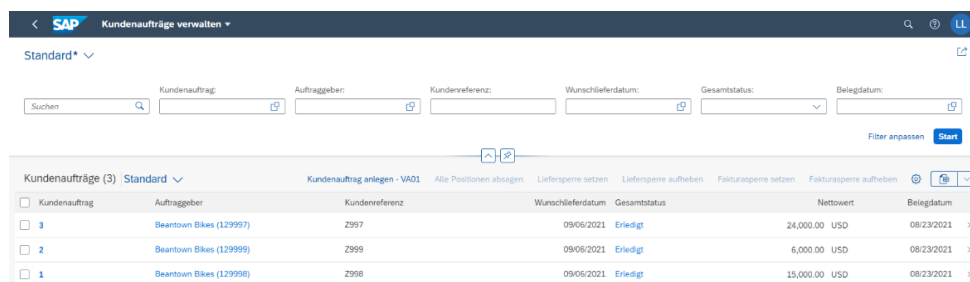 SAP Kundenaufträge verwalten LL
Standard*
Kundenauftrag: Auftraggeber: Kundenreferenz: Wunschlieferdatum: Gesamtstatus: Belegdatum:
Suchen
Filter anpassen Start
Kundenaufträge (3) Standard Kundenauftrag anlegen - VA01 Alle Positionen absagen Liefersperre setzen Liefersperre aufheben Fakturasperre setzen Fakturasperre aufheben
Kundenauftrag Auftraggeber Kundenreferenz Wunschlieferdatum Gesamtstatus Nettowert Belegdatum
3 Beantown Bikes (129997) Z997 09/06/2021 Erledigt 24,000.00 USD 08/23/2021
2 Beantown Bikes (129999) Z999 09/06/2021 Erledigt 6,000.00 USD 08/23/2021
1 Beantown Bikes (129998) Z998 09/06/2021 Erledigt 15,000.00 USD 08/23/2021